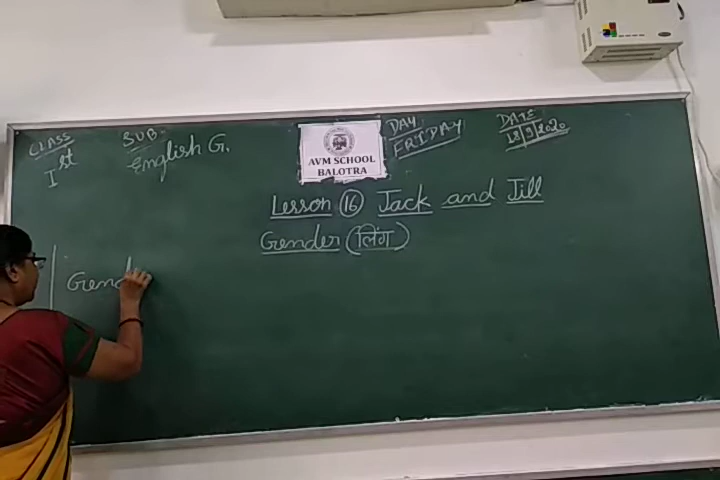 CLASS
Ist
SUB.
English G.
AVM SCHOOL
BALOTRA
DAY.
FRIDAY
DATE
18/9/2020
Lesson 16 Jack and Jill
Gender (लिंग)
Gend